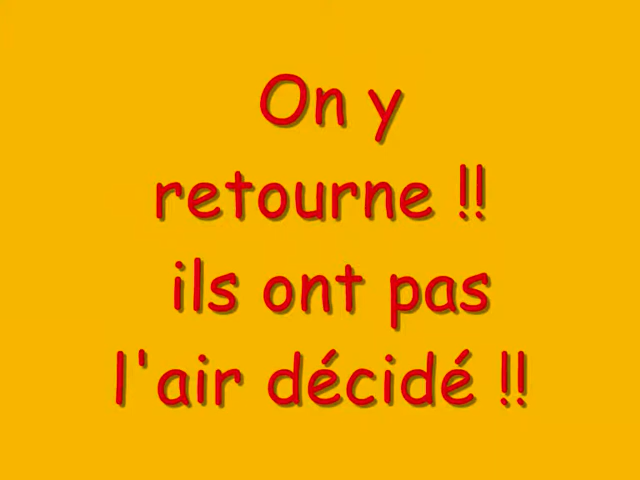 On y
retourne !!
ils ont pas
l'air décidé !!